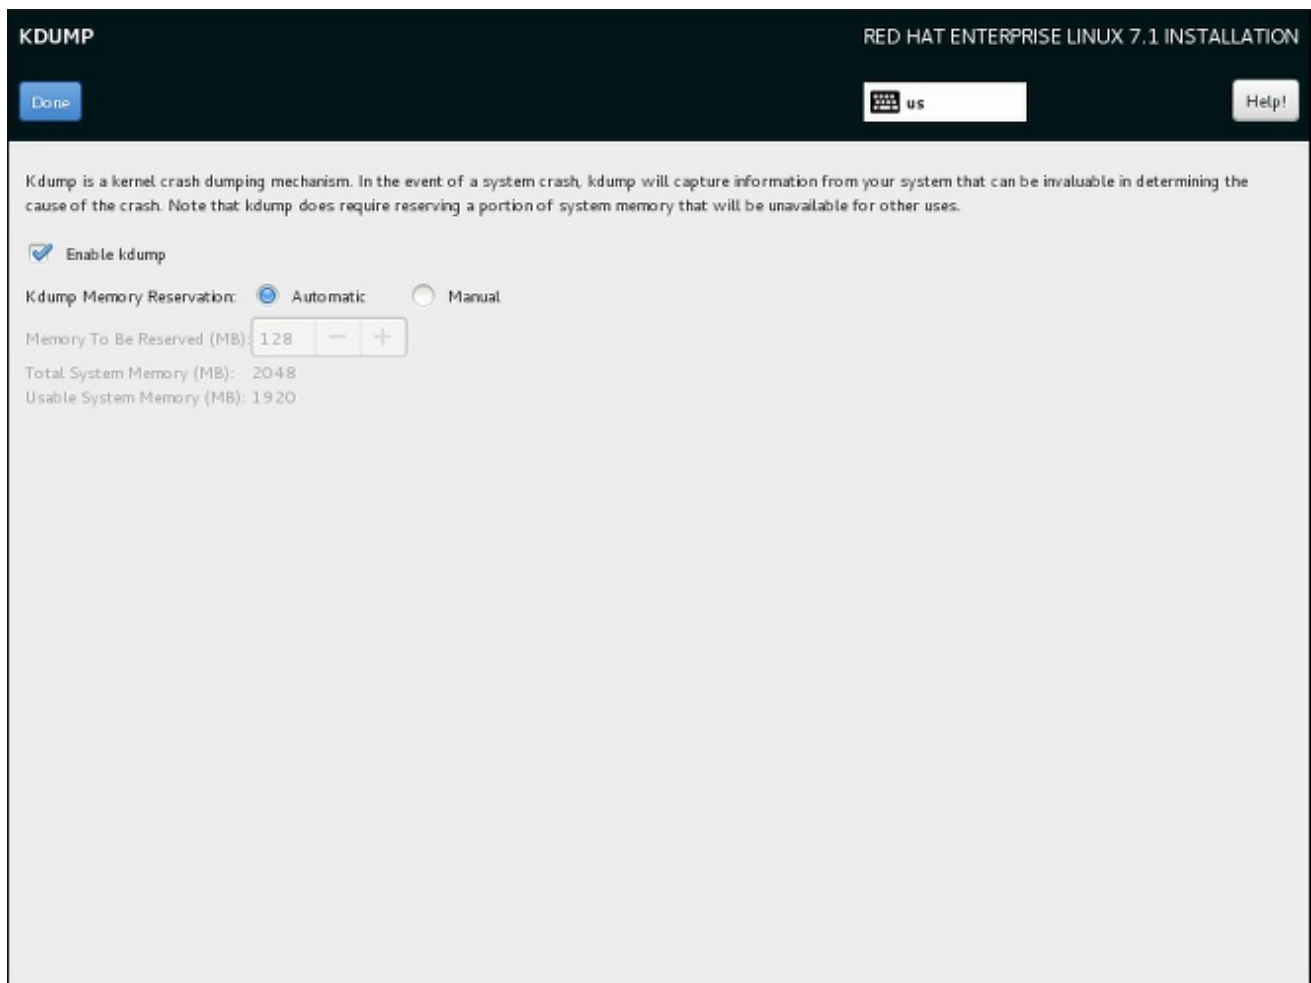 KDUMP
RED HAT ENTERPRISE LINUX 7.1 INSTALLATION
Done
us
Help!
Kdump is a kernel crash dumping mechanism. In the event of a system crash, kdump will capture information from your system that can be invaluable in determining the
cause of the crash. Note that kdump does require reserving a portion of system memory that will be unavailable for other uses.
Enable kdump
Kdump Memory Reservation: Automatic Manual
Memory To Be Reserved (MB): 128 − +
Total System Memory (MB): 2048
Usable System Memory (MB): 1920